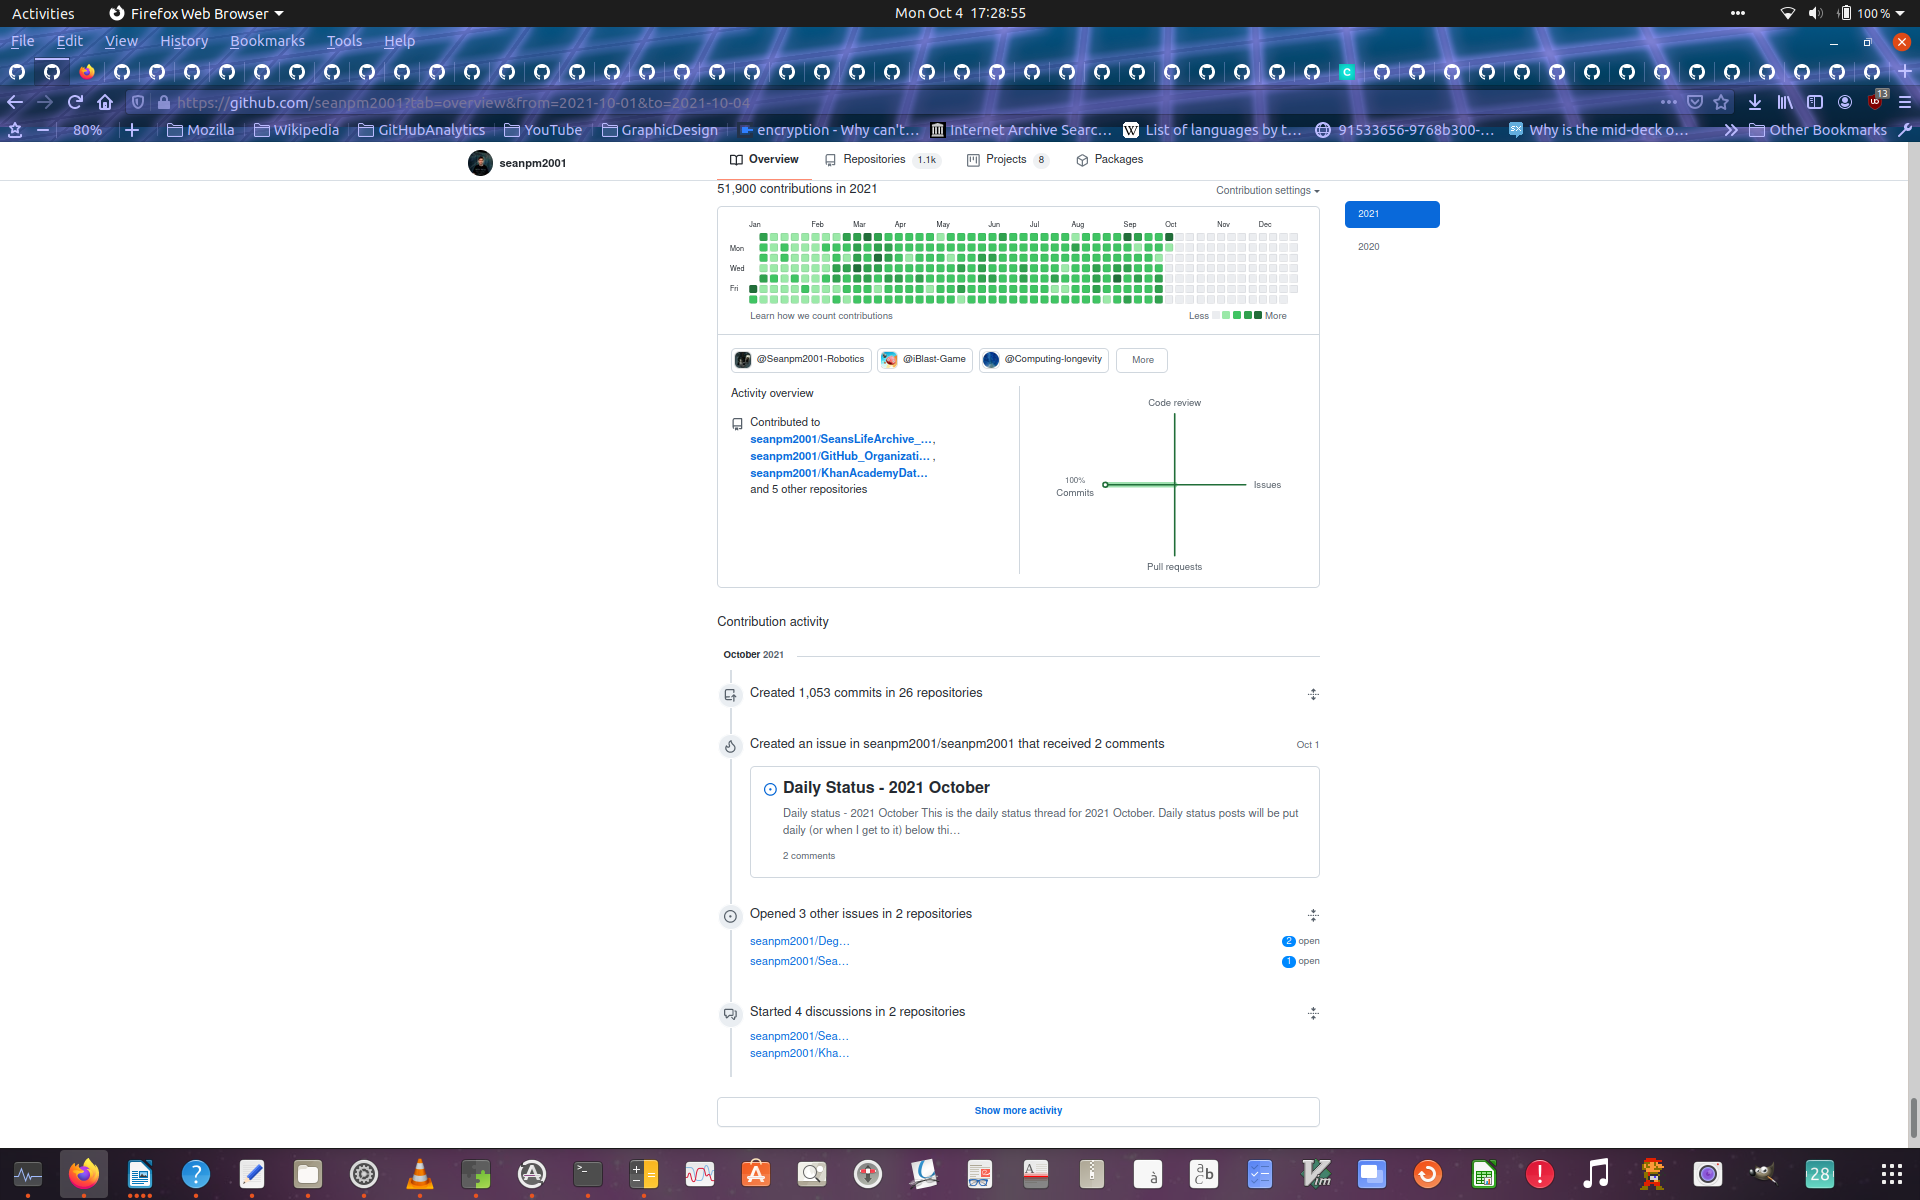 Activities
Firefox Web Browser
Mon Oct 4 17:28:55
100 %
File Edit View History Bookmarks Tools Help
https://github.com/seanpm2001?tab=overview&from=2021-10-01&to=2021-10-04
13
80%
Mozilla
Wikipedia
GitHubAnalytics
YouTube
GraphicDesign
encryption - Why can't…
Internet Archive Searc…
List of languages by t…
91533656-9768b300-…
Why is the mid-deck o…
Other Bookmarks
seanpm2001
Overview
Repositories 1.1k
Projects 8
Packages
51,900 contributions in 2021
Contribution settings
2021
2020
Jan Feb Mar Apr May Jun Jul Aug Sep Oct Nov Dec
Mon
Wed
Fri
Learn how we count contributions
Less More
@Seanpm2001-Robotics
@iBlast-Game
@Computing-longevity
More
Activity overview
Contributed to
seanpm2001/SeansLifeArchive_…,
seanpm2001/GitHub_Organizati… ,
seanpm2001/KhanAcademyDat…
and 5 other repositories
Code review
100%
Commits
Issues
Pull requests
Contribution activity
October 2021
Created 1,053 commits in 26 repositories
Created an issue in seanpm2001/seanpm2001 that received 2 comments
Oct 1
Daily Status - 2021 October
Daily status - 2021 October This is the daily status thread for 2021 October. Daily status posts will be put
daily (or when I get to it) below thi…
2 comments
Opened 3 other issues in 2 repositories
seanpm2001/Deg…
2 open
seanpm2001/Sea…
1 open
Started 4 discussions in 2 repositories
seanpm2001/Sea…
seanpm2001/Kha…
Show more activity
28